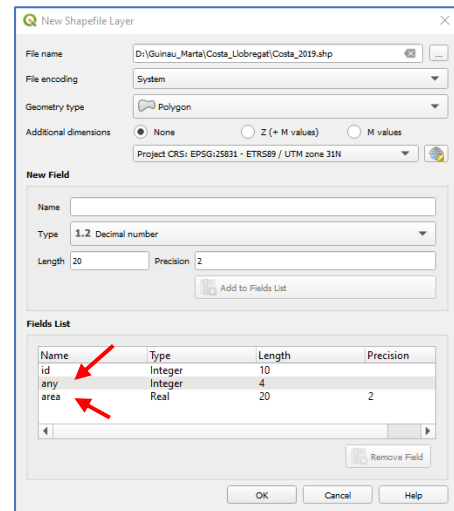 New Shapefile Layer
File name D:\Guinau_Marta\Costa_Llobregat\Costa_2019.shp ...
File encoding System
Geometry type Polygon
Additional dimensions None Z (+ M values) M values
Project CRS: EPSG:25831 - ETRS89 / UTM zone 31N
New Field
Name
Type 1.2 Decimal number
Length 20 Precision 2
Add to Fields List
Fields List
Name Type Length Precision
id Integer 10
any Integer 4
area Real 20 2
Remove Field
OK Cancel Help